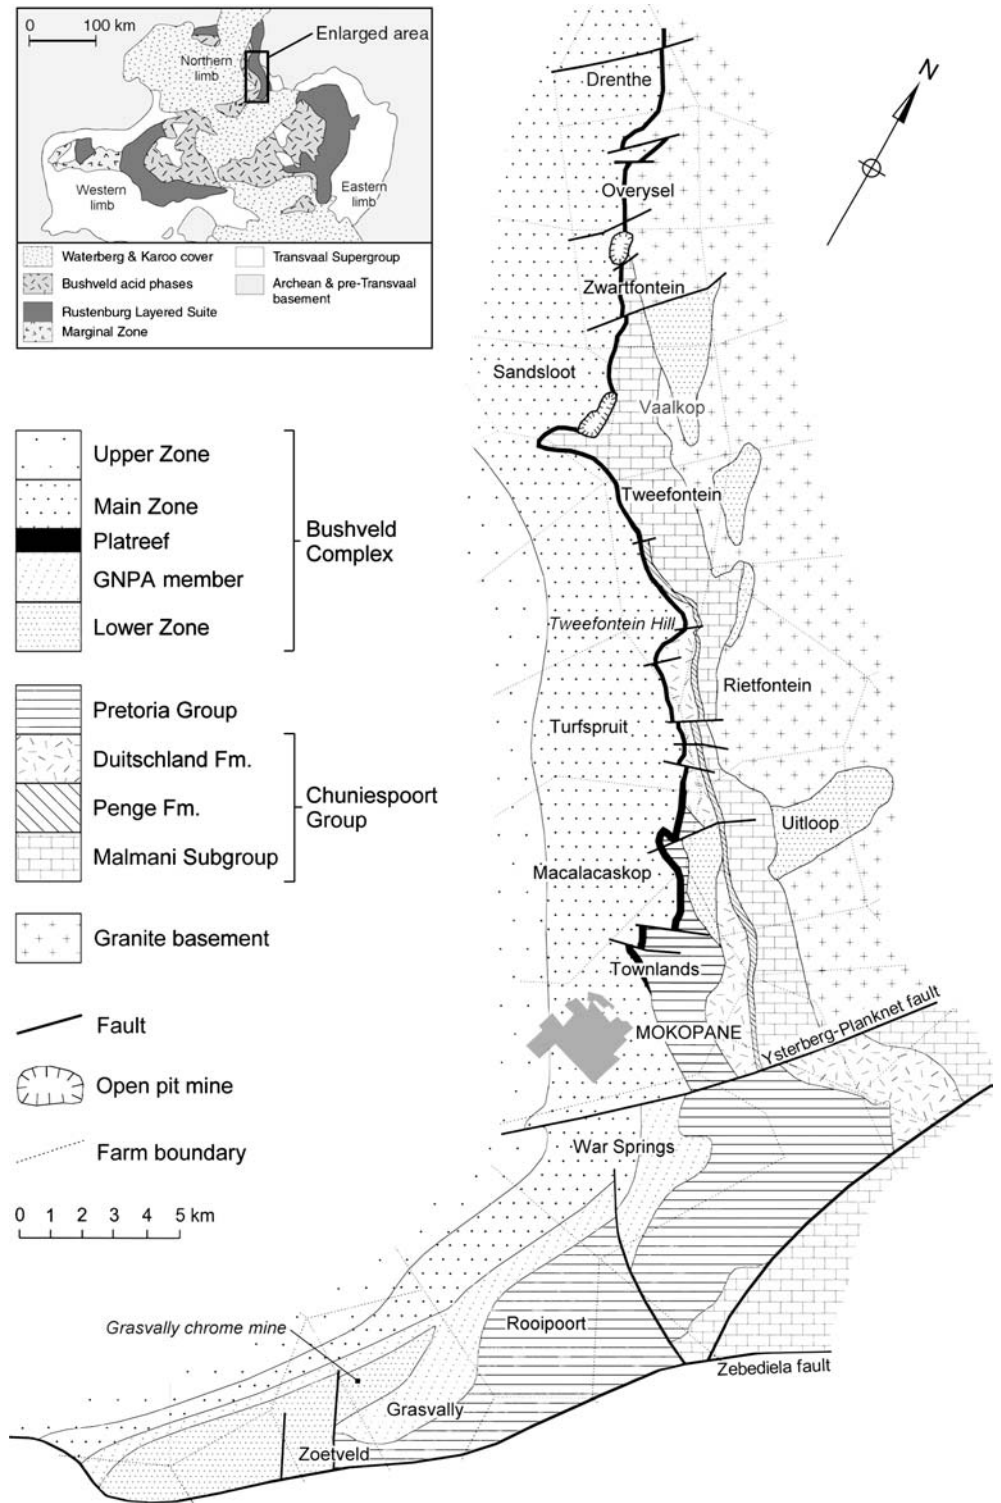 0 100 km
Enlarged area
Northern
limb
Western
limb
Eastern
limb
Waterberg & Karoo cover
Transvaal Supergroup
Bushveld acid phases
Archean & pre-Transvaal
basement
Rustenburg Layered Suite
Marginal Zone
N
Drenthe
Overysel
Zwartfontein
Sandsloot
Vaalkop
Tweefontein
Tweefontein Hill
Rietfontein
Turfspruit
Uitloop
Macalacaskop
Townlands
MOKOPANE
Ysterberg-Planknet fault
War Springs
Rooipoort
Zebediela fault
Grasvally chrome mine
Grasvally
Zoetveld
Upper Zone
Main Zone
Platreef
GNPA member
Lower Zone
Bushveld
Complex
Pretoria Group
Duitschland Fm.
Penge Fm.
Malmani Subgroup
Chuniespoort
Group
Granite basement
Fault
Open pit mine
Farm boundary
0 1 2 3 4 5 km